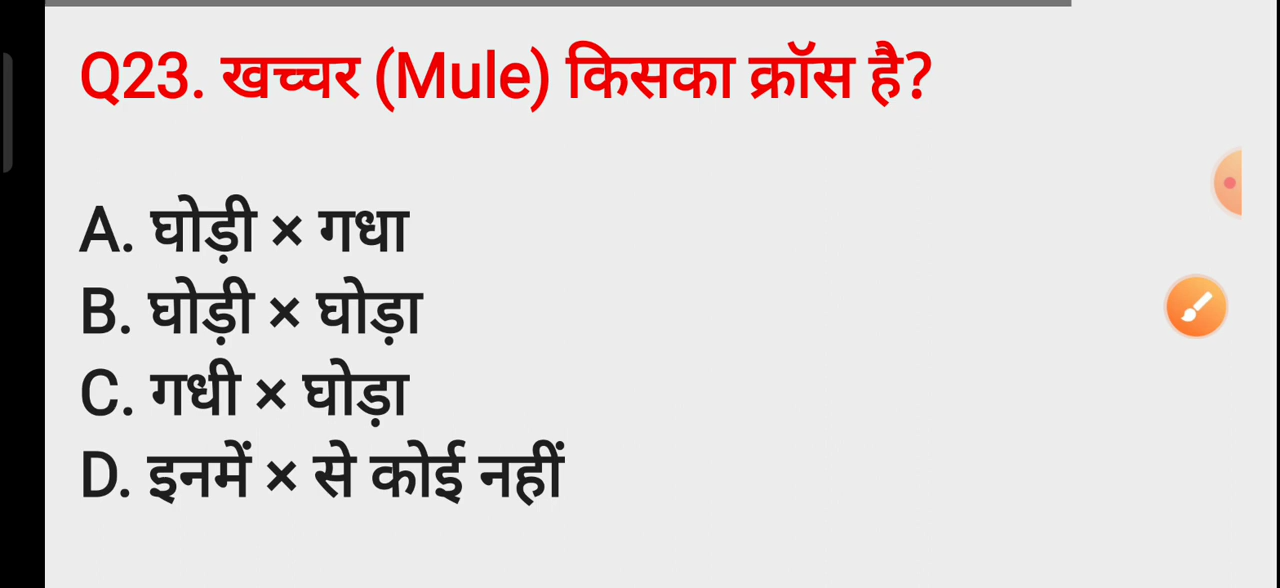 Q23. खच्चर (Mule) किसका क्रॉस है?
A. घोड़ी × गधा
B. घोड़ी × घोड़ा
C. गधी × घोड़ा
D. इनमें × से कोई नहीं